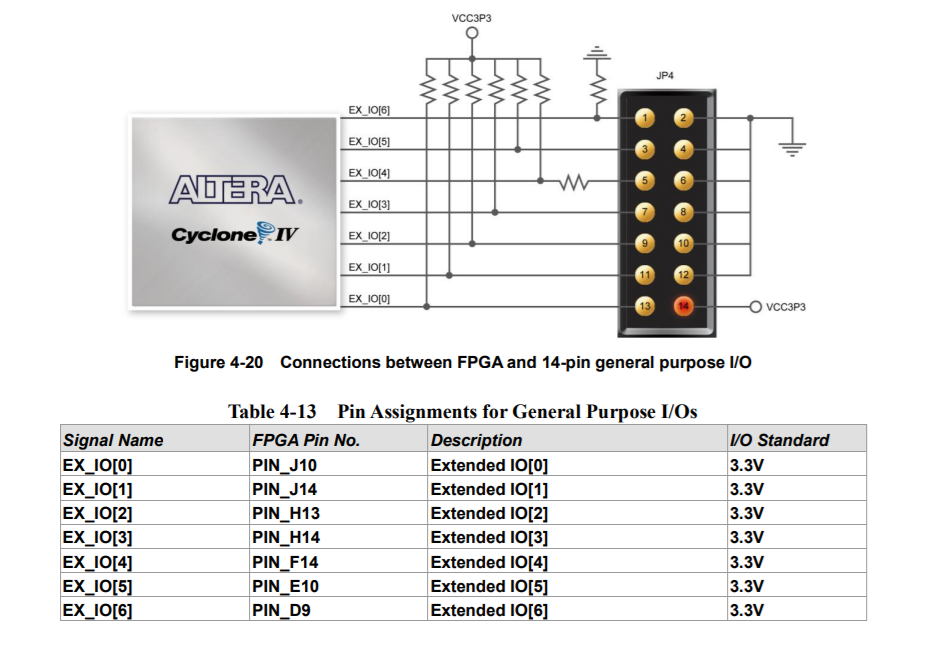 VCC3P3
JP4
EX_IO[6]
1 2
EX_IO[5]
3 4
EX_IO[4]
5 6
ALTERA.
EX_IO[3]
7 8
Cyclone IV
EX_IO[2]
9 10
EX_IO[1]
11 12
EX_IO[0]
13 14
VCC3P3
Figure 4-20 Connections between FPGA and 14-pin general purpose I/O
Table 4-13 Pin Assignments for General Purpose I/Os
Signal Name FPGA Pin No. Description I/O Standard
EX_IO[0] PIN_J10 Extended IO[0] 3.3V
EX_IO[1] PIN_J14 Extended IO[1] 3.3V
EX_IO[2] PIN_H13 Extended IO[2] 3.3V
EX_IO[3] PIN_H14 Extended IO[3] 3.3V
EX_IO[4] PIN_F14 Extended IO[4] 3.3V
EX_IO[5] PIN_E10 Extended IO[5] 3.3V
EX_IO[6] PIN_D9 Extended IO[6] 3.3V